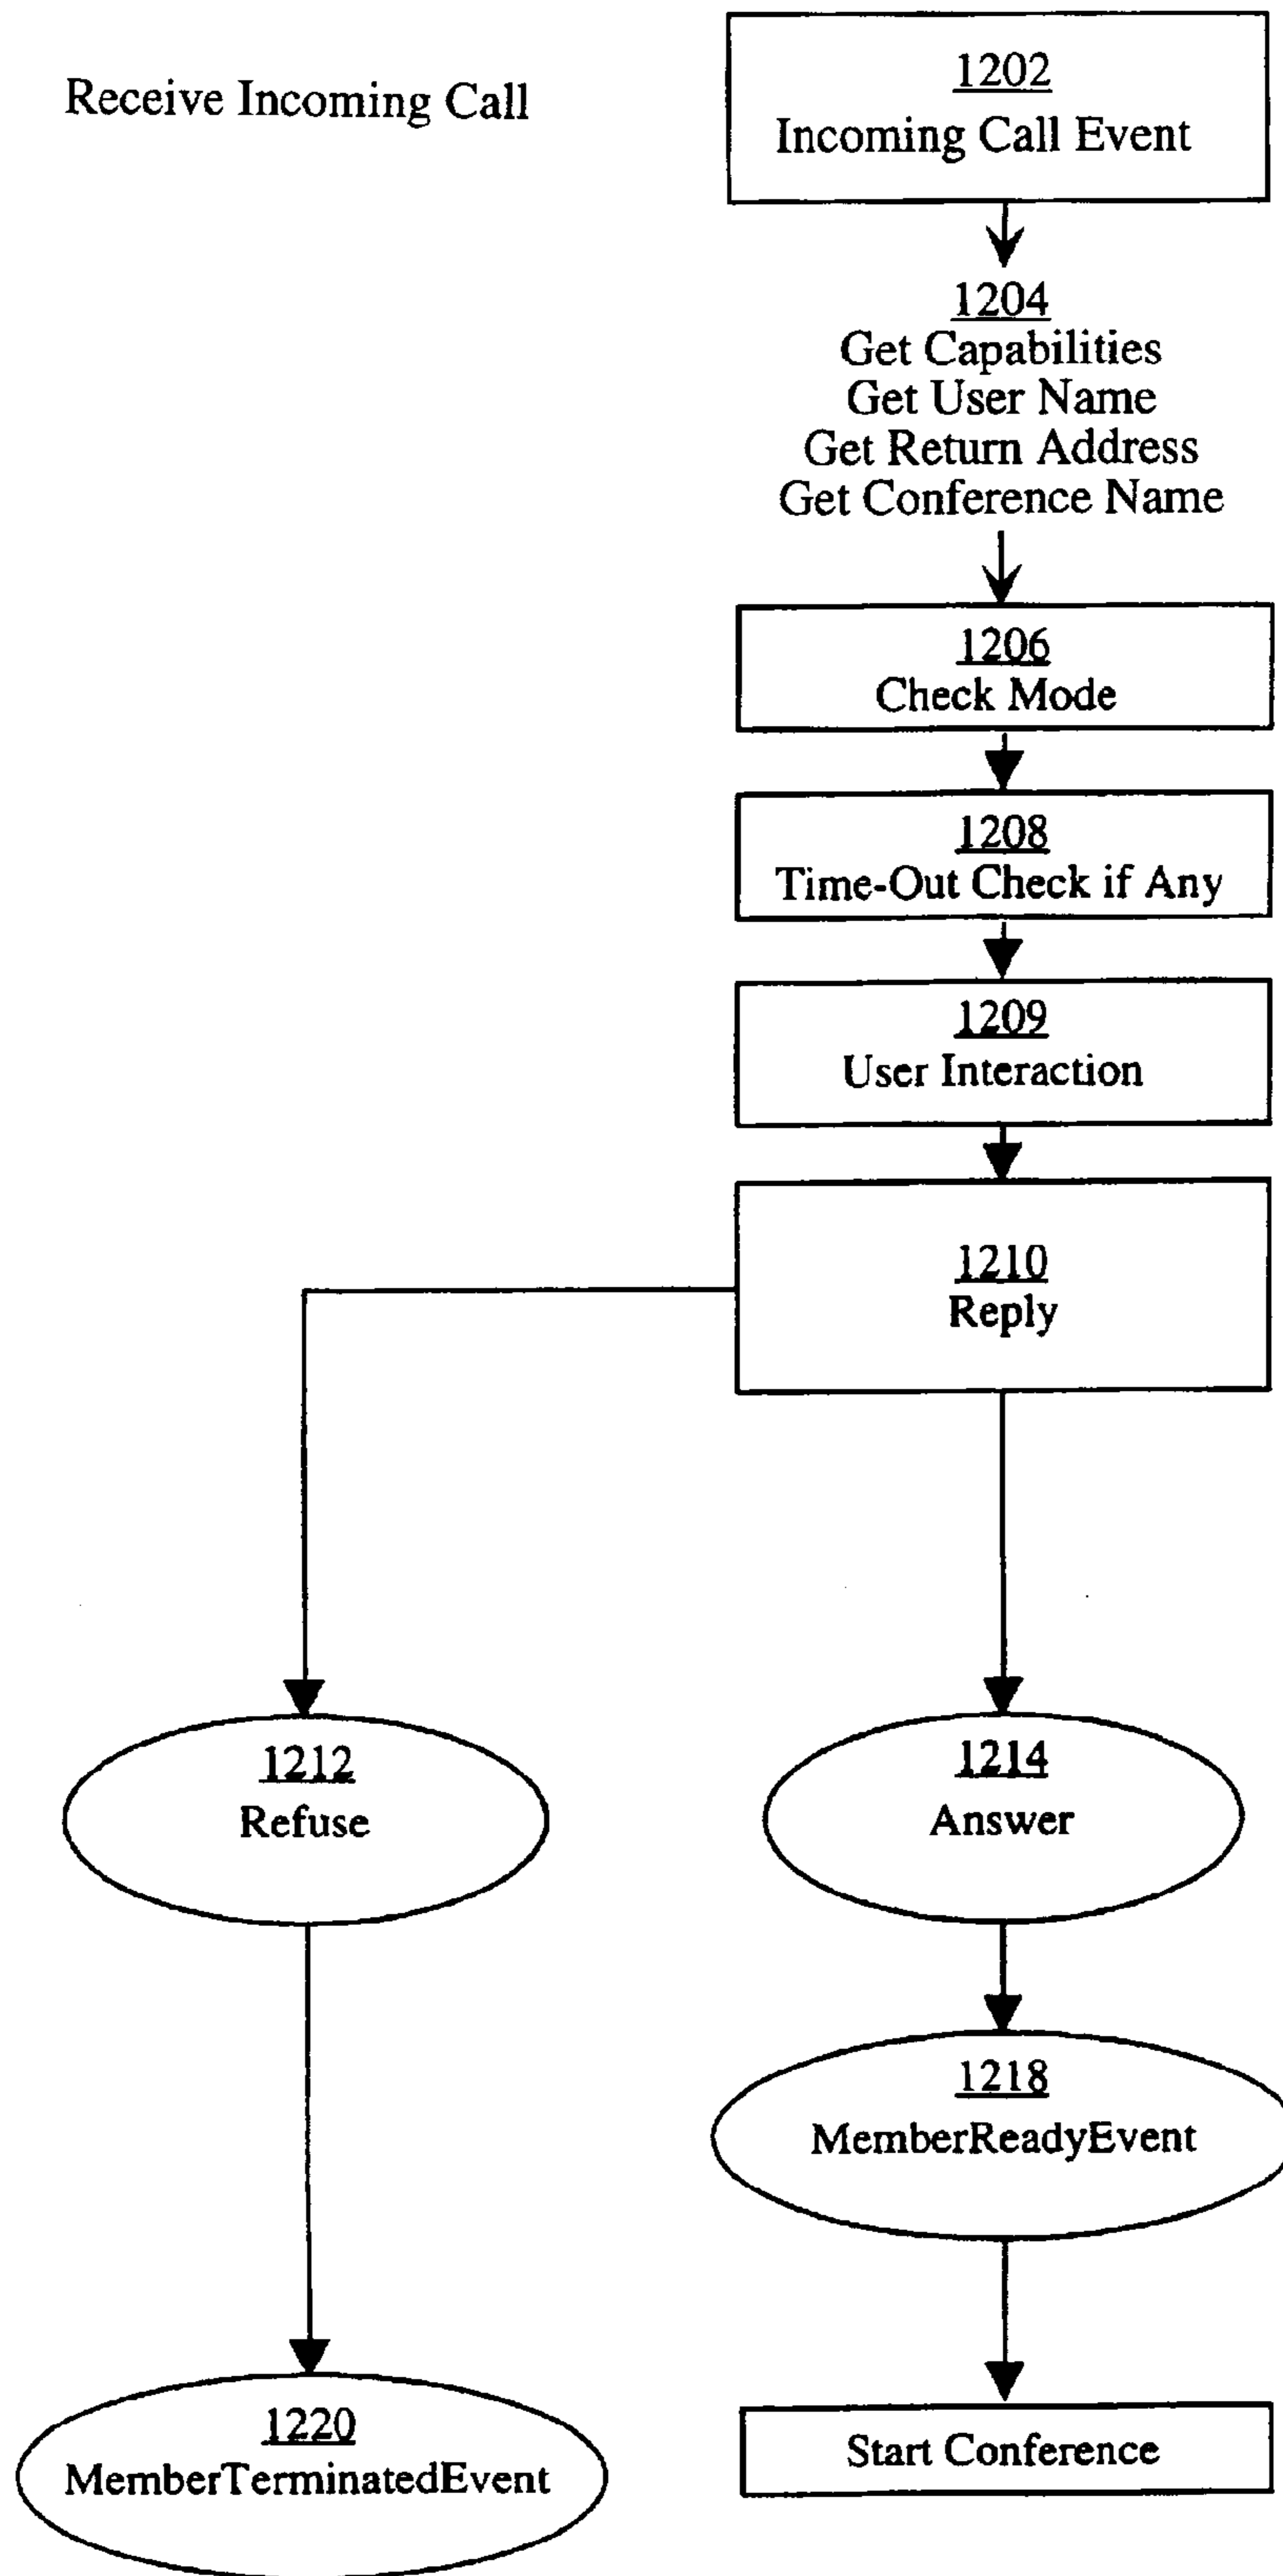 Receive Incoming Call
1202
Incoming Call Event
1204
Get Capabilities
Get User Name
Get Return Address
Get Conference Name
1206
Check Mode
1208
Time-Out Check if Any
1209
User Interaction
1210
Reply
1212
Refuse
1214
Answer
1218
MemberReadyEvent
1220
MemberTerminatedEvent
Start Conference